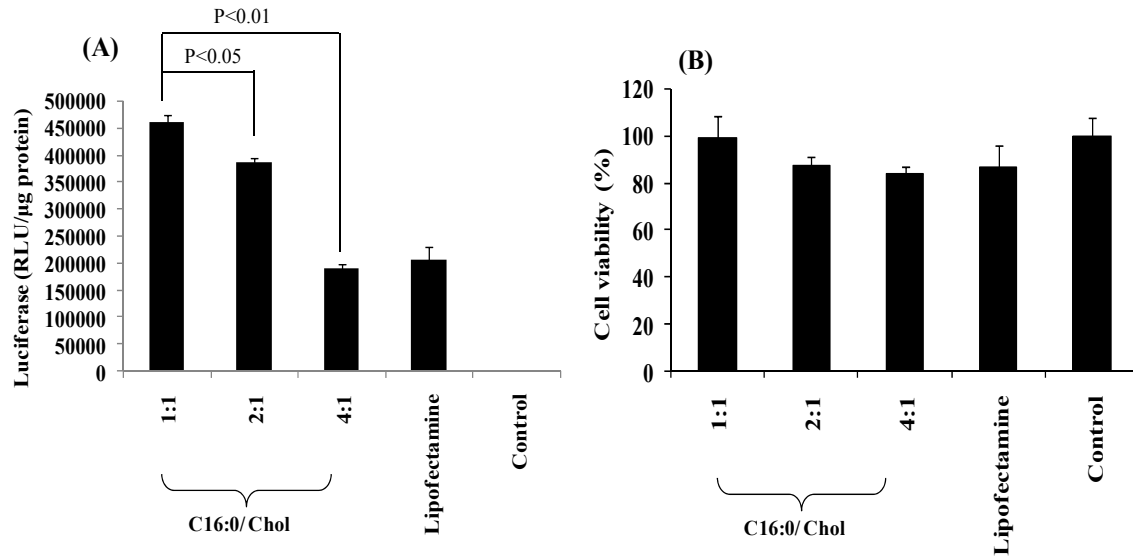 P<0.01
(A)
P<0.05
Luciferase (RLU/µg protein)
500000
450000
400000
350000
300000
250000
200000
150000
100000
50000
0
1:1
2:1
4:1
Lipofectamine
Control
C16:0/Chol
(B)
Cell viability (%)
120
100
80
60
40
20
0
1:1
2:1
4:1
Lipofectamine
Control
C16:0/Chol